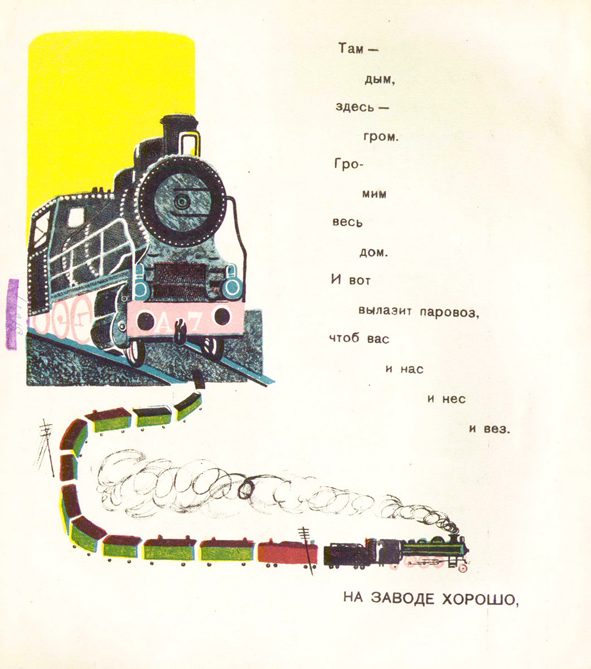 Там —
дым,
здесь —
гром.
Гро-
мим
весь
дом.
И вот
вылазит паровоз,
чтоб вас
и нас
и нес
и вез.
НА ЗАВОДЕ ХОРОШО,